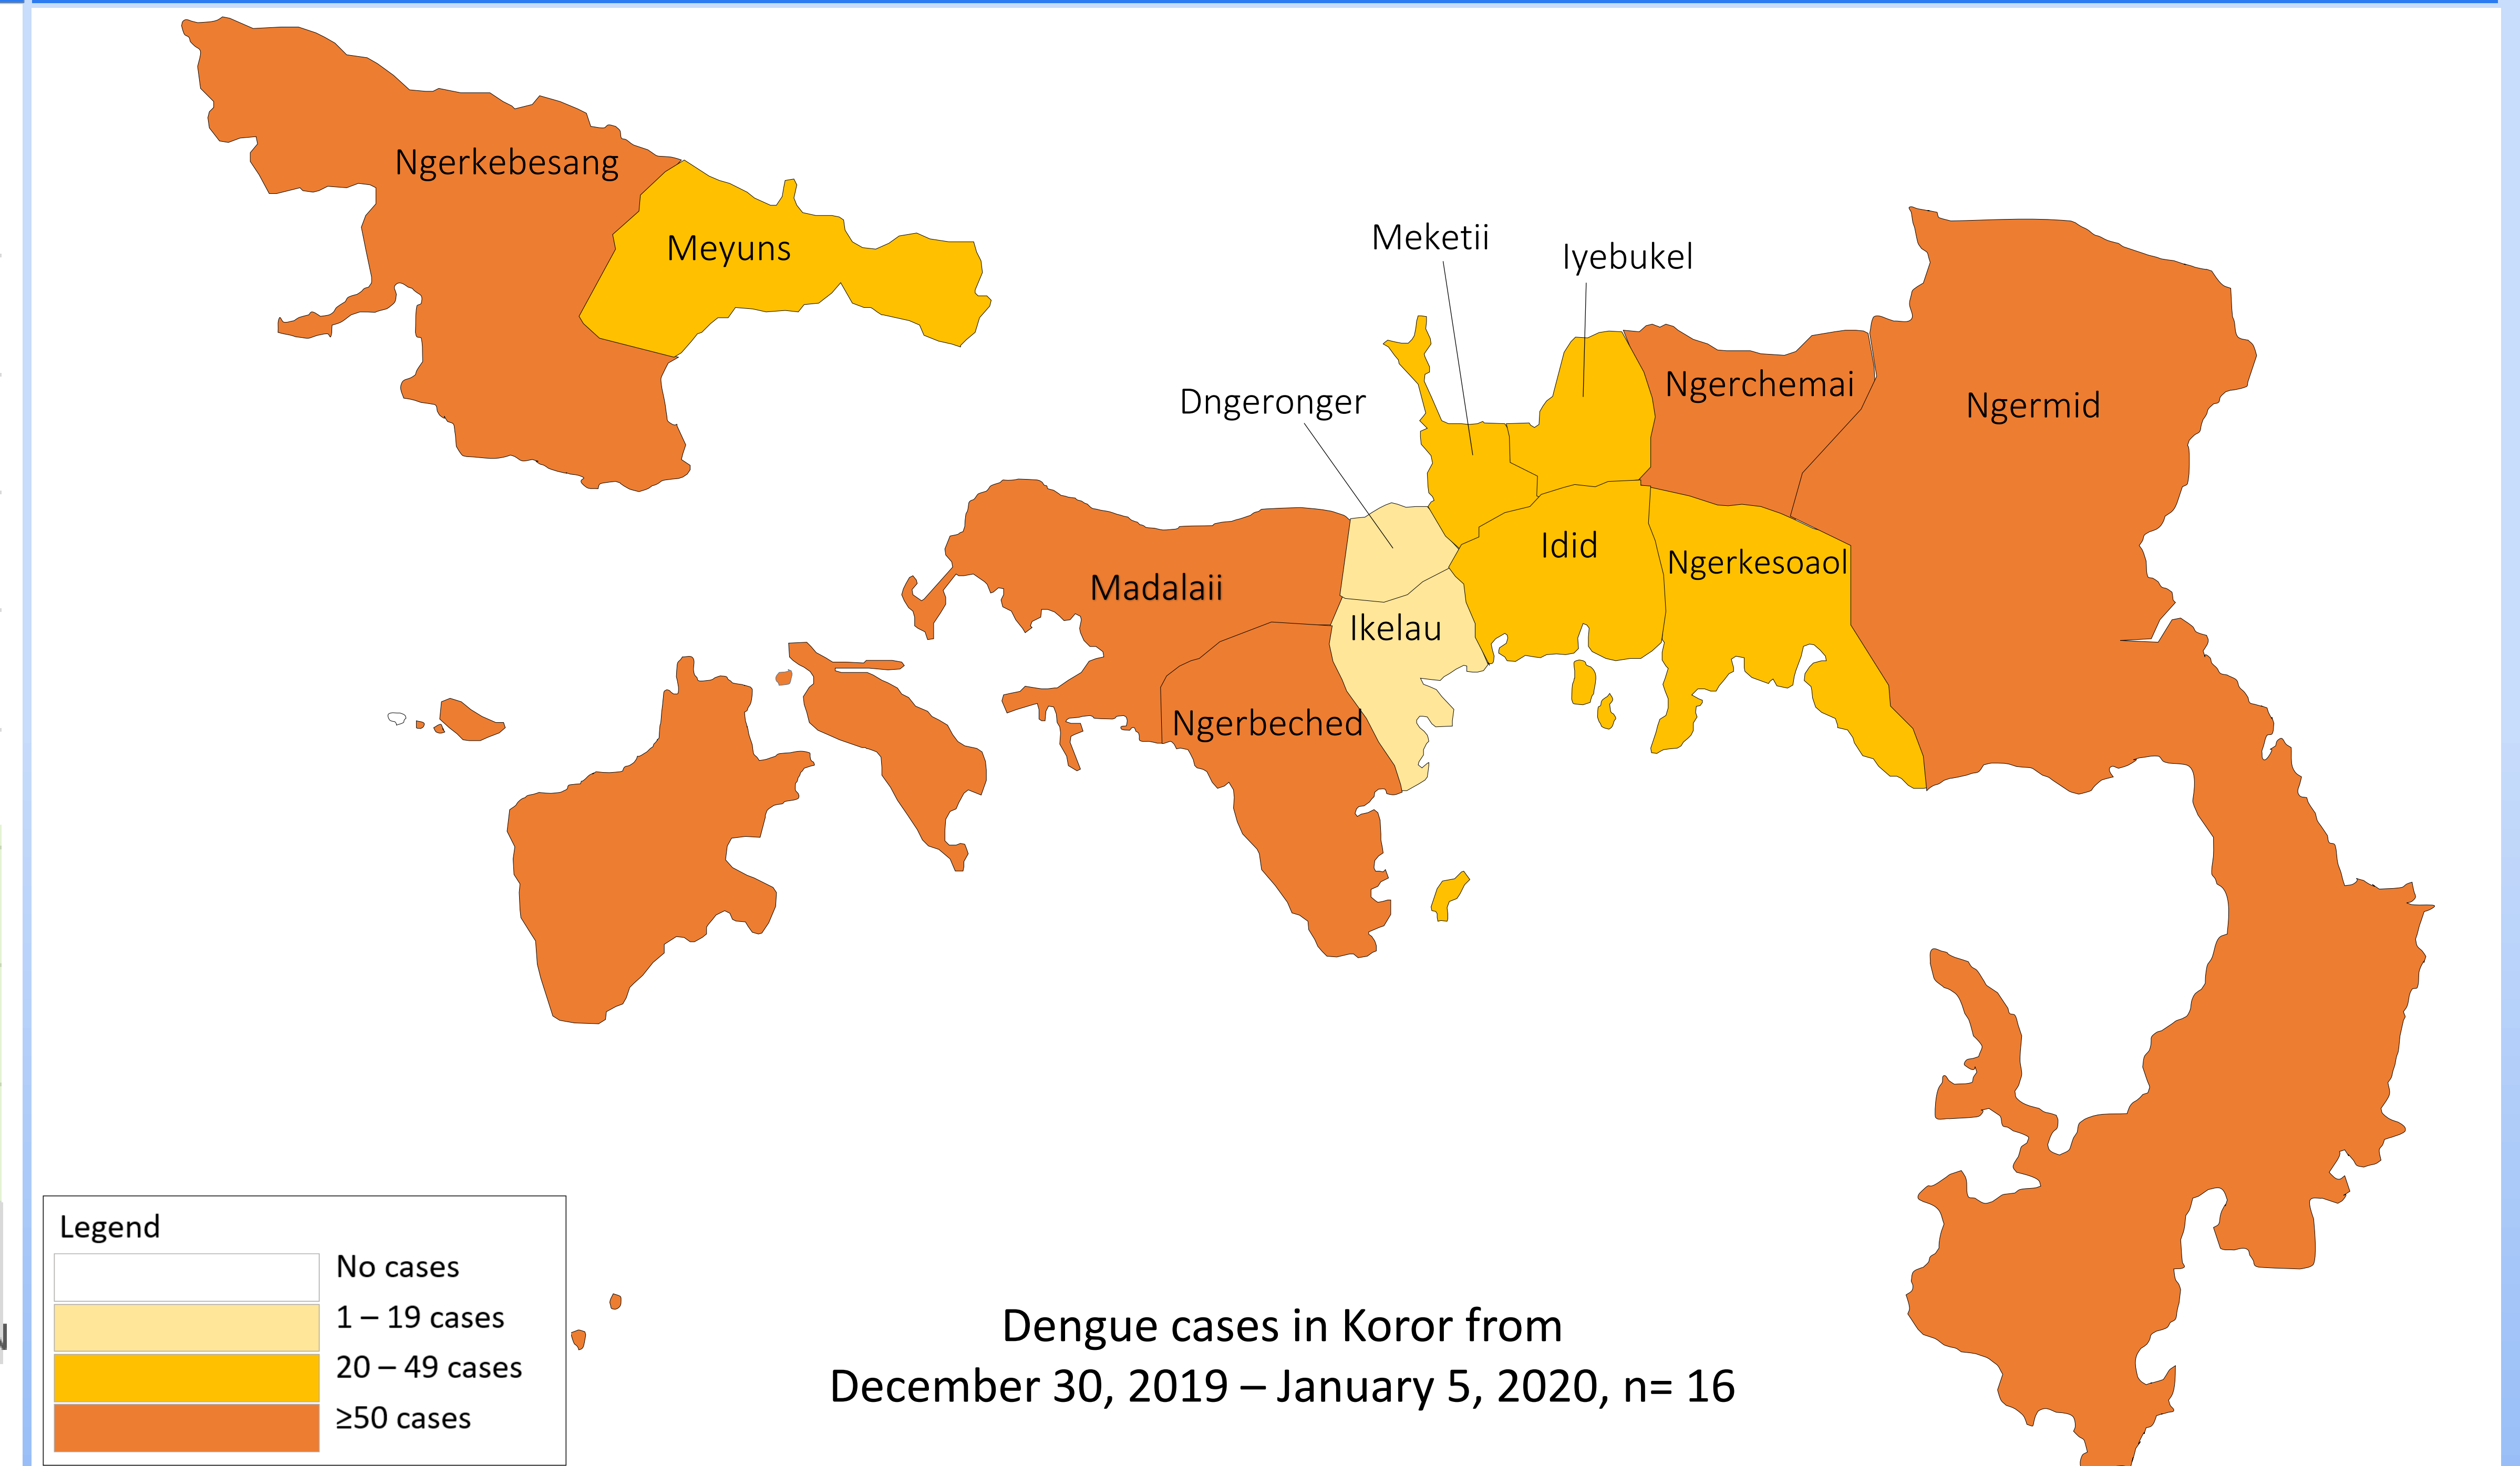 Ngerkebesang
Meyuns
Meketii
Iyebukel
Ngerchemai
Ngermid
Dngeronger
Idid
Ngerkesoaol
Madalaii
Ikelau
Ngerbeched
Legend
No cases
1 – 19 cases
20 – 49 cases
≥50 cases
Dengue cases in Koror from
December 30, 2019 – January 5, 2020, n= 16